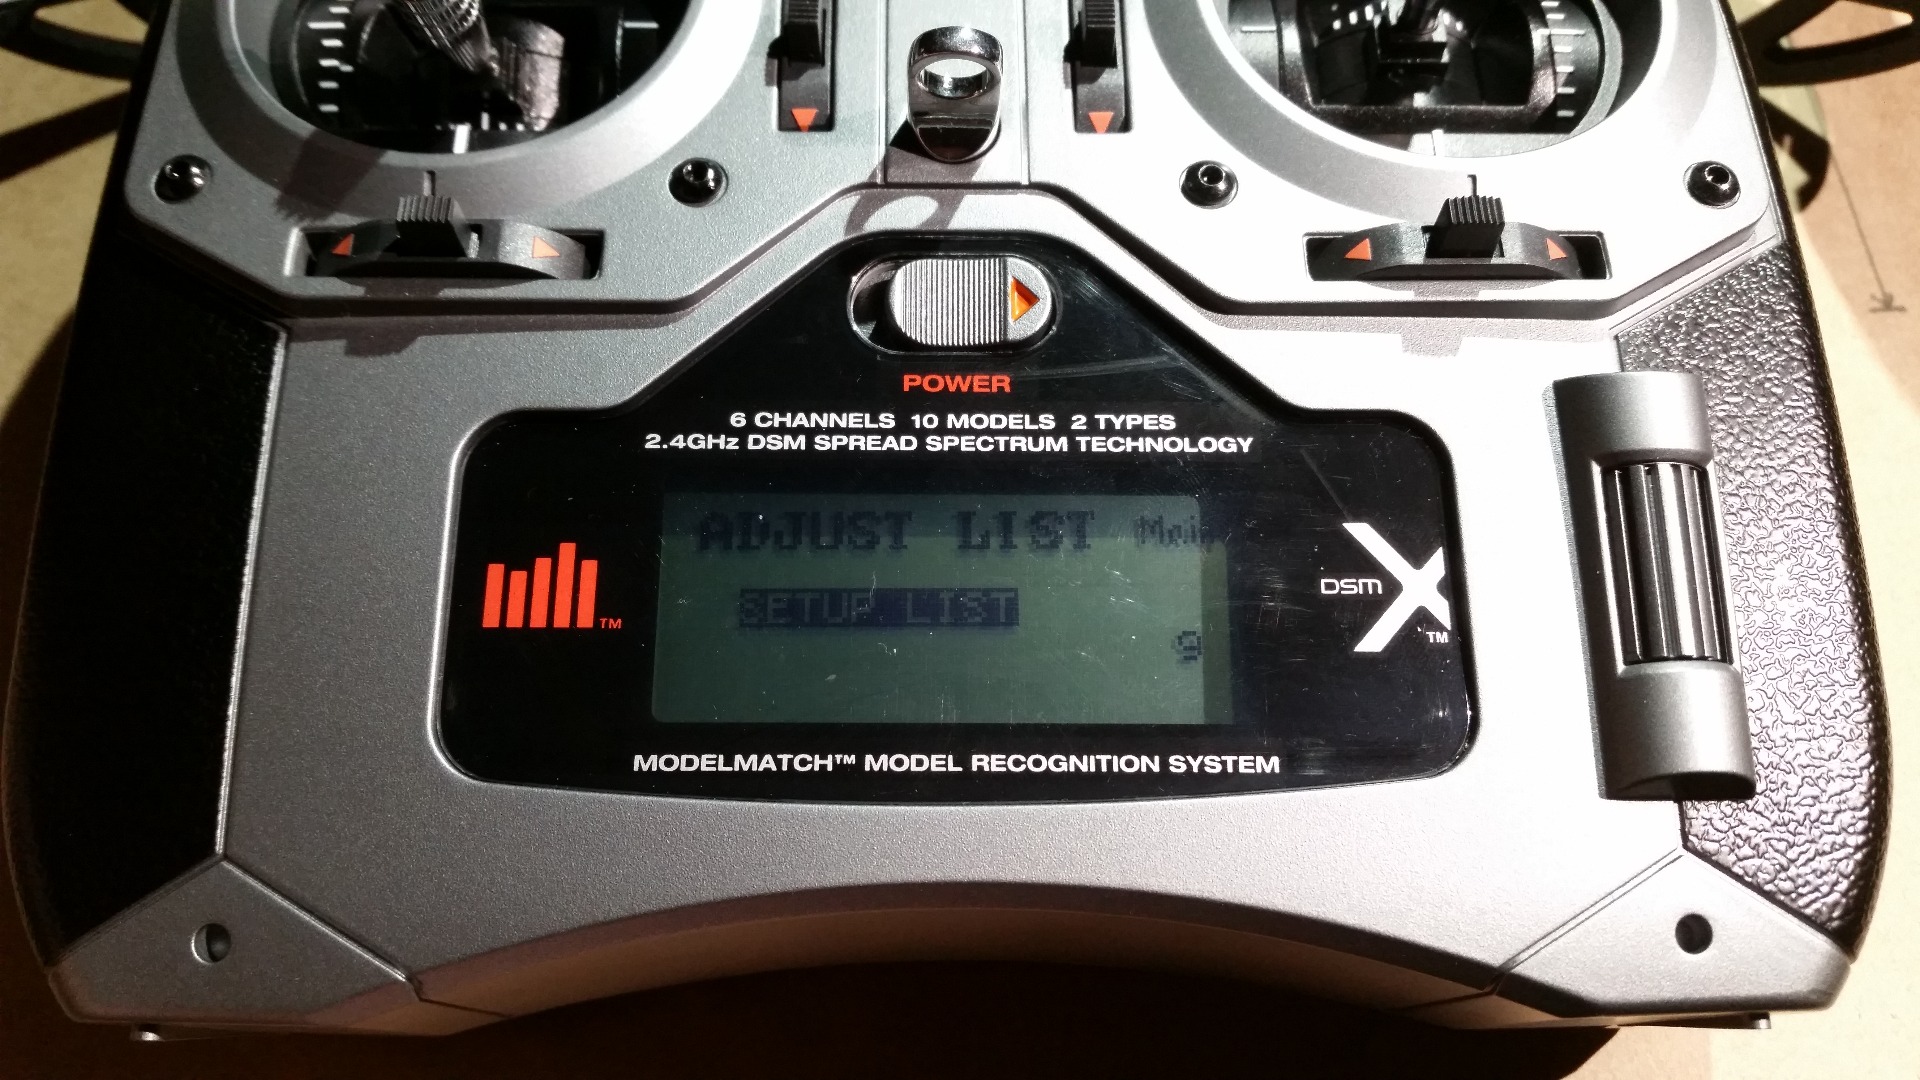 POWER
6 CHANNELS 10 MODELS 2 TYPES
2.4GHz DSM SPREAD SPECTRUM TECHNOLOGY
ADJUST LIST Main
SETUP LIST
TM
DSM X TM
MODELMATCH™ MODEL RECOGNITION SYSTEM